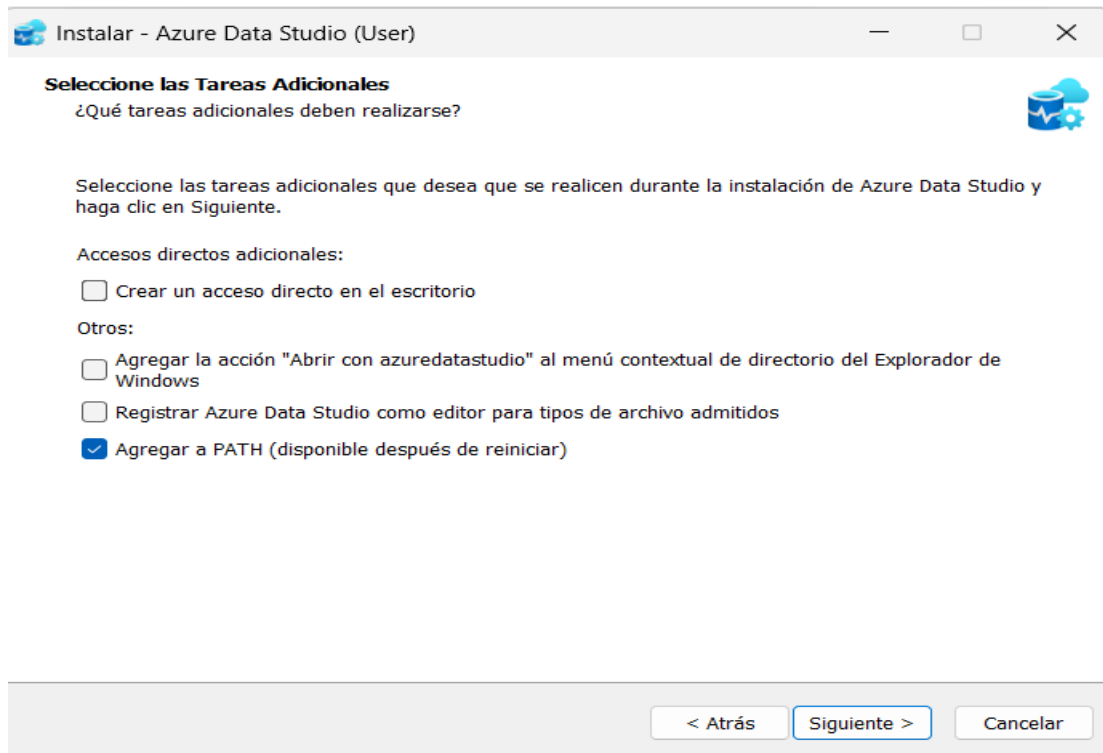 Instalar - Azure Data Studio (User)
Seleccione las Tareas Adicionales
¿Qué tareas adicionales deben realizarse?
Seleccione las tareas adicionales que desea que se realicen durante la instalación de Azure Data Studio y
haga clic en Siguiente.
Accesos directos adicionales:
Crear un acceso directo en el escritorio
Otros:
Agregar la acción "Abrir con azuredatastudio" al menú contextual de directorio del Explorador de
Windows
Registrar Azure Data Studio como editor para tipos de archivo admitidos
Agregar a PATH (disponible después de reiniciar)
< Atrás Siguiente > Cancelar